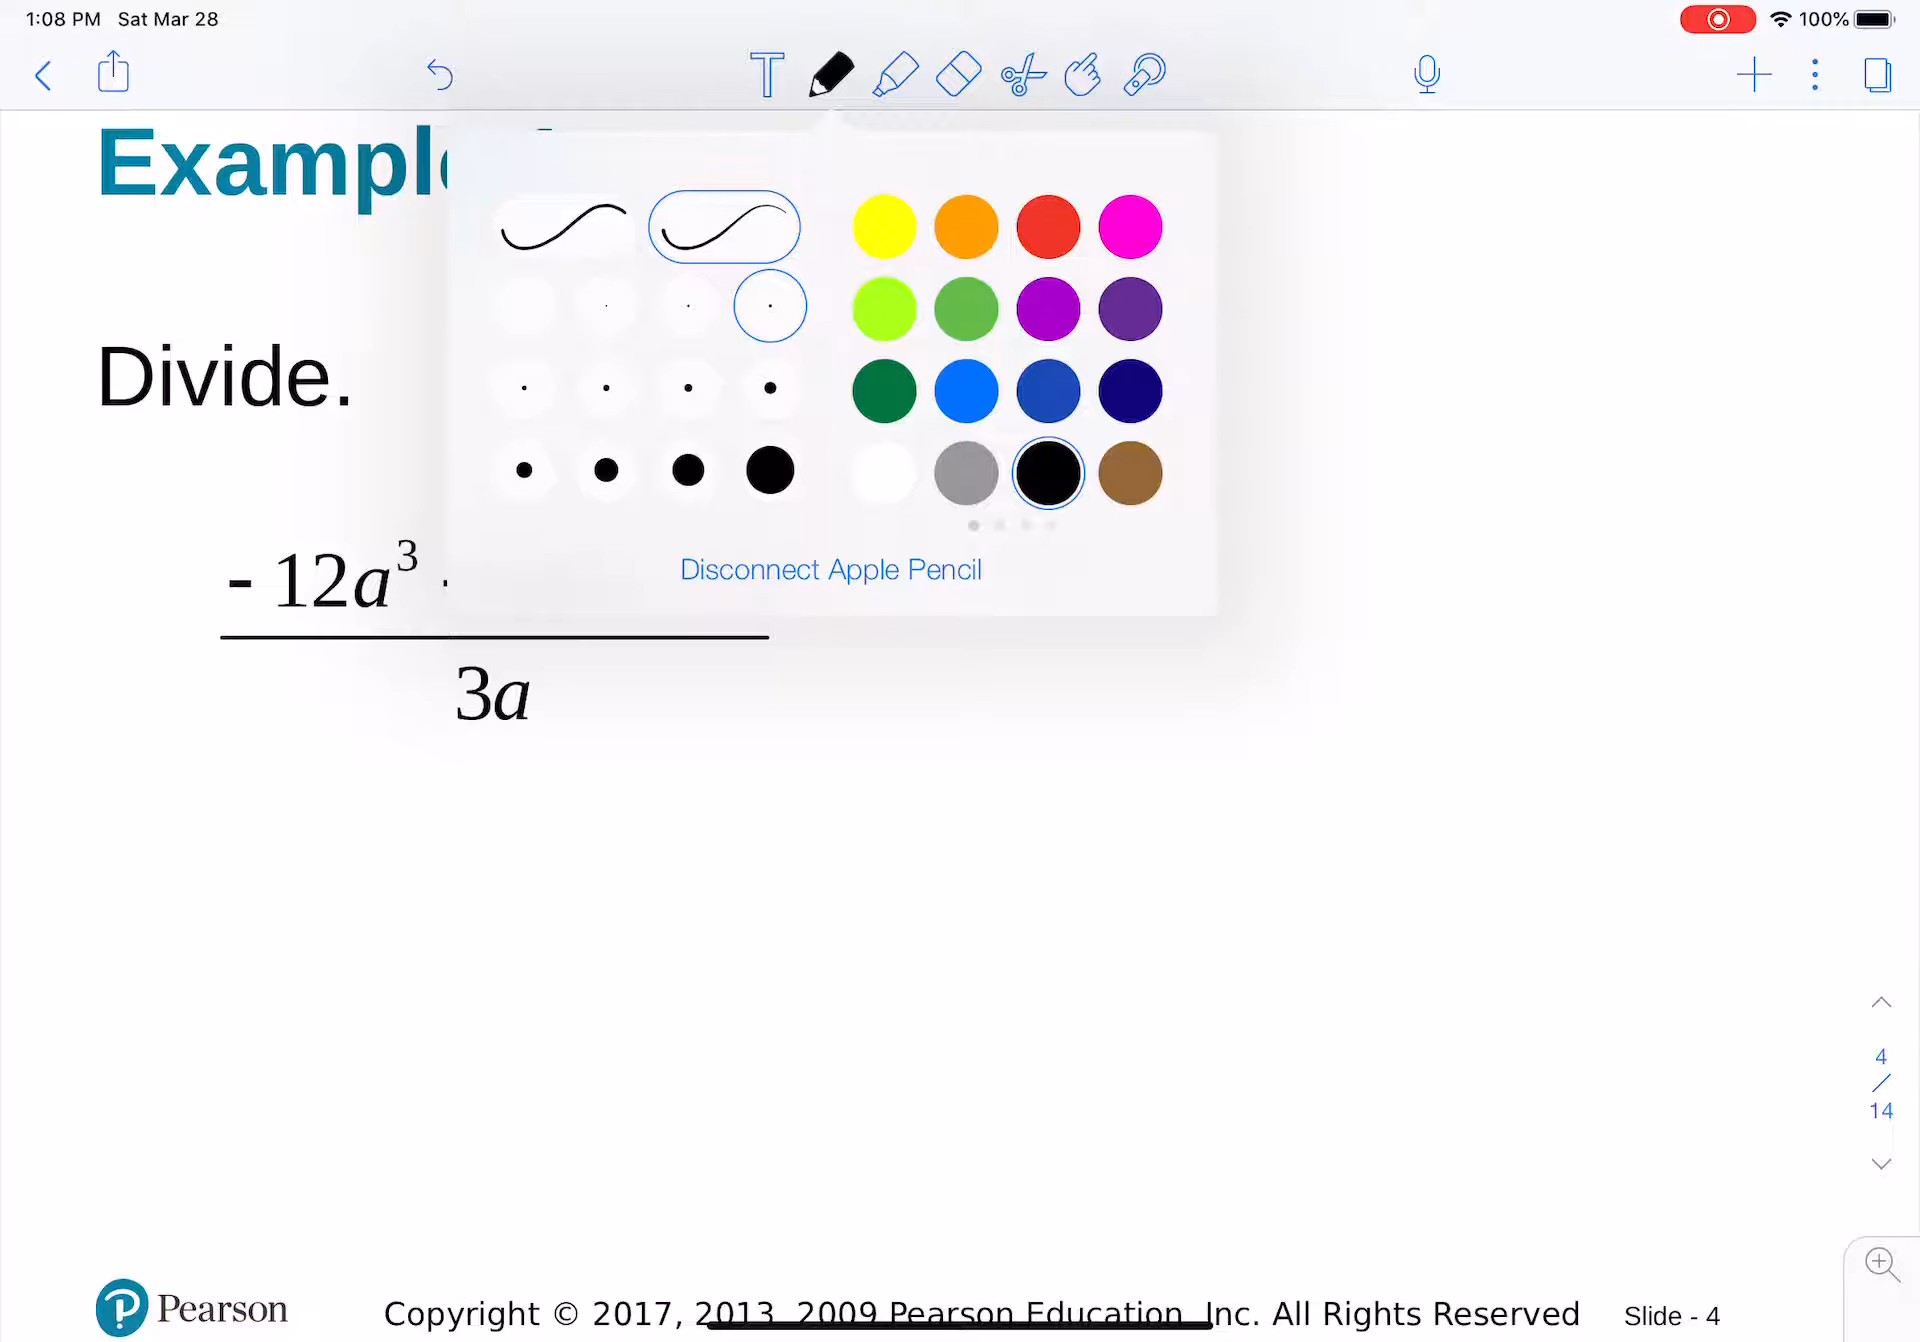 1:08 PM Sat Mar 28
100%
T
Divide.
- 12a³
3a
Disconnect Apple Pencil
4
/
14
Pearson
Copyright © 2017, 2013, 2009 Pearson Education, Inc. All Rights Reserved
Slide - 4